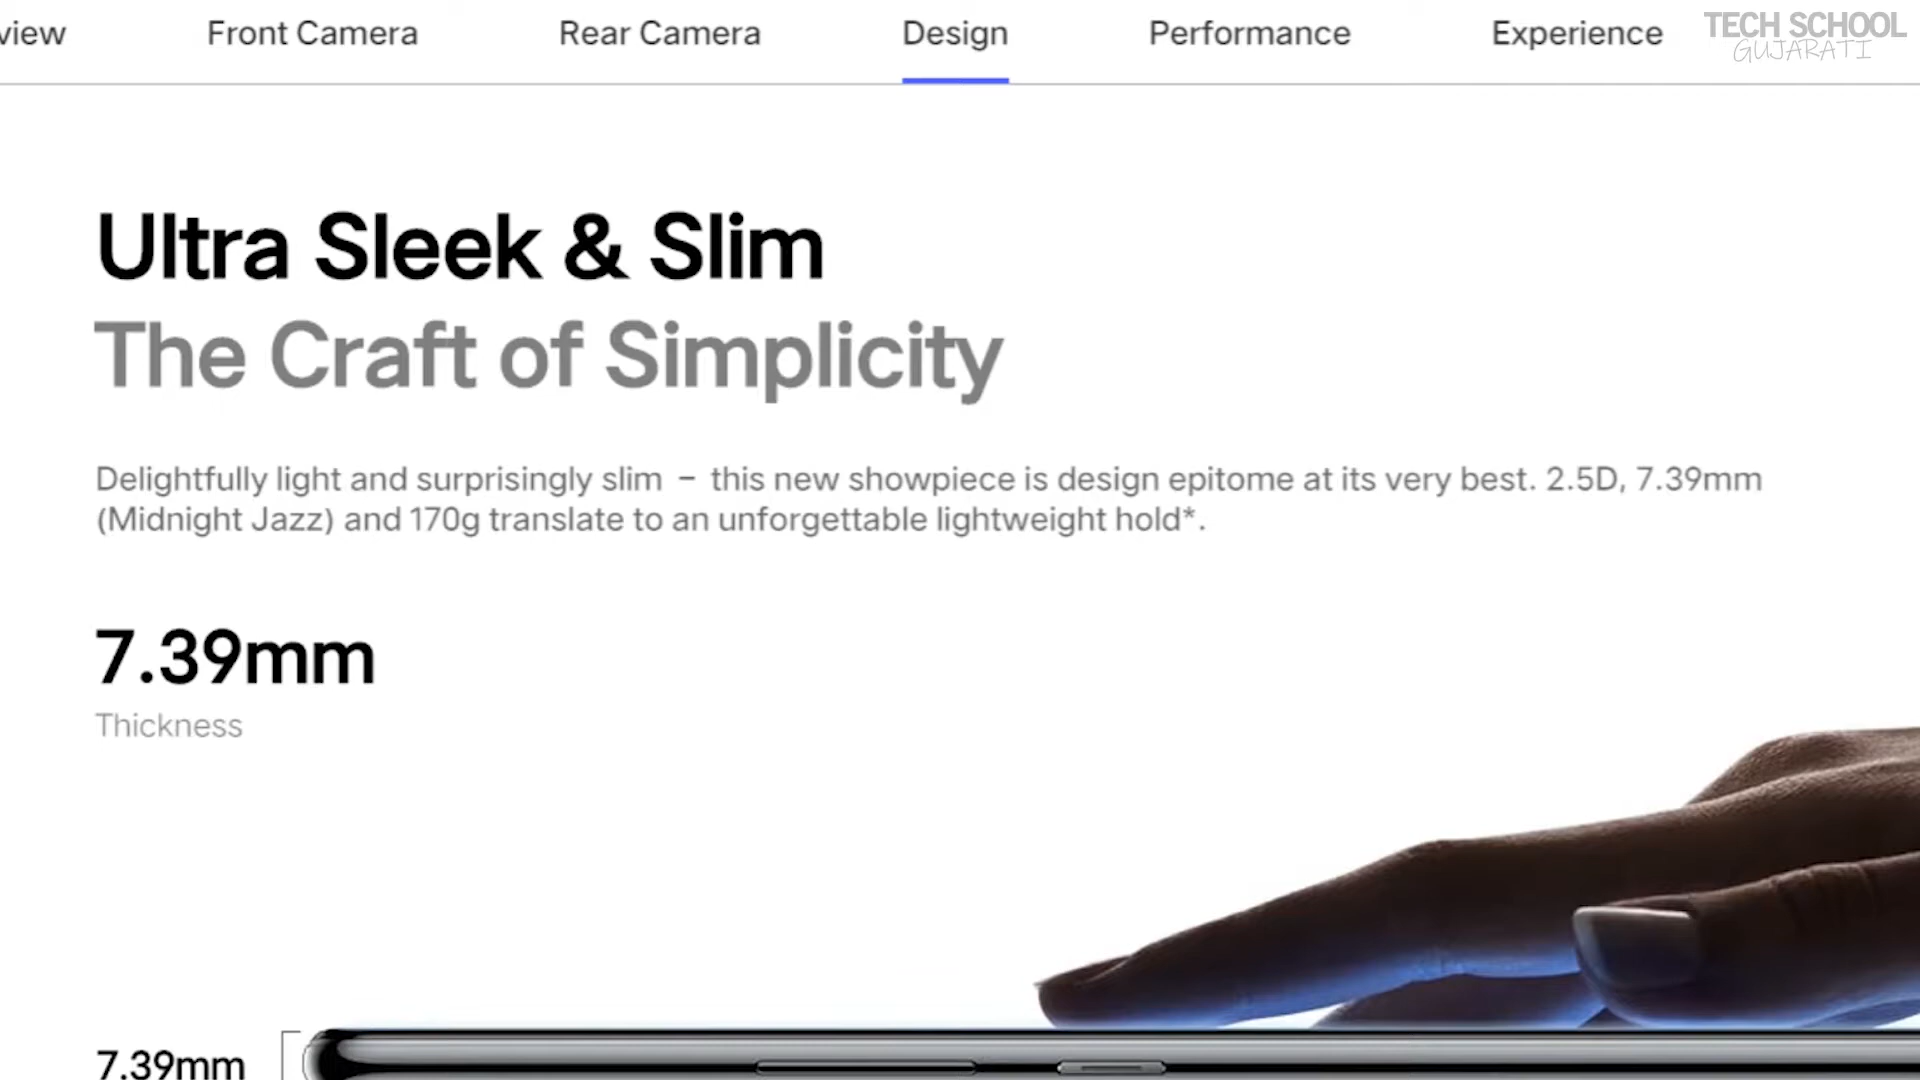 view
Front Camera
Rear Camera
Design
Performance
Experience
TECH SCHOOL
GUJARATI
Ultra Sleek & Slim
The Craft of Simplicity
Delightfully light and surprisingly slim – this new showpiece is design epitome at its very best. 2.5D, 7.39mm
(Midnight Jazz) and 170g translate to an unforgettable lightweight hold*.
7.39mm
Thickness
7.39mm